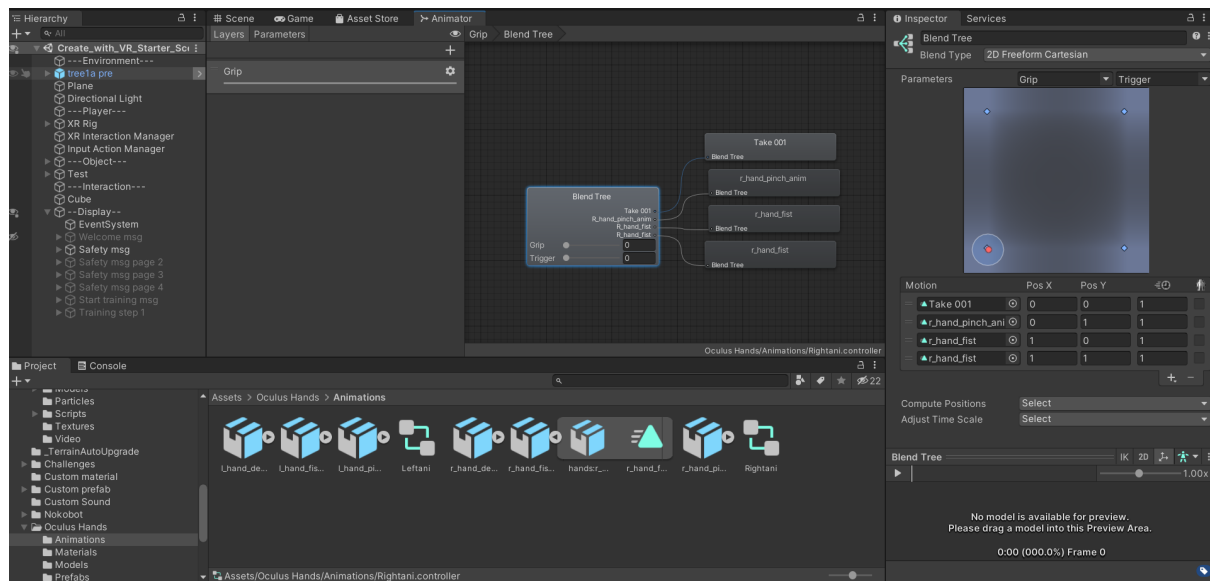 Hierarchy
All
Create_with_VR_Starter_Sc
---Environment---
tree1a pre
Plane
Directional Light
---Player---
XR Rig
XR Interaction Manager
Input Action Manager
---Object---
Test
---Interaction---
Cube
--Display--
EventSystem
Welcome msg
Safety msg
Safety msg page 2
Safety msg page 3
Safety msg page 4
Start training msg
Training step 1
Scene Game Asset Store Animator
Layers Parameters
Grip Blend Tree
Grip
Take 001
Blend Tree
r_hand_pinch_anim
Blend Tree
r_hand_fist
Blend Tree
r_hand_fist
Blend Tree
Blend Tree
Take 001
R_hand_pinch_anim
R_hand_fist
R_hand_fist
Grip 0
Trigger 0
Oculus Hands/Animations/Rightani.controller
Inspector Services
Blend Tree
Blend Type 2D Freeform Cartesian
Parameters Grip Trigger
Motion Pos X Pos Y
Take 001 0 0 1
r_hand_pinch_ani 0 1 1
r_hand_fist 1 0 1
r_hand_fist 1 1 1
Compute Positions Select
Adjust Time Scale Select
Blend Tree IK 2D
1.00x
No model is available for preview.
Please drag a model into this Preview Area.
0:00 (000.0%) Frame 0
Project Console
22
Models
Particles
Scripts
Textures
Video
_TerrainAutoUpgrade
Challenges
Custom material
Custom prefab
Custom Sound
Nokobot
Oculus Hands
Animations
Materials
Models
Prefabs
Assets > Oculus Hands > Animations
l_hand_de... l_hand_fis... l_hand_pi... Leftani r_hand_de... r_hand_fis... hands:r_... r_hand_f... r_hand_pi... Rightani
Assets/Oculus Hands/Animations/Rightani.controller